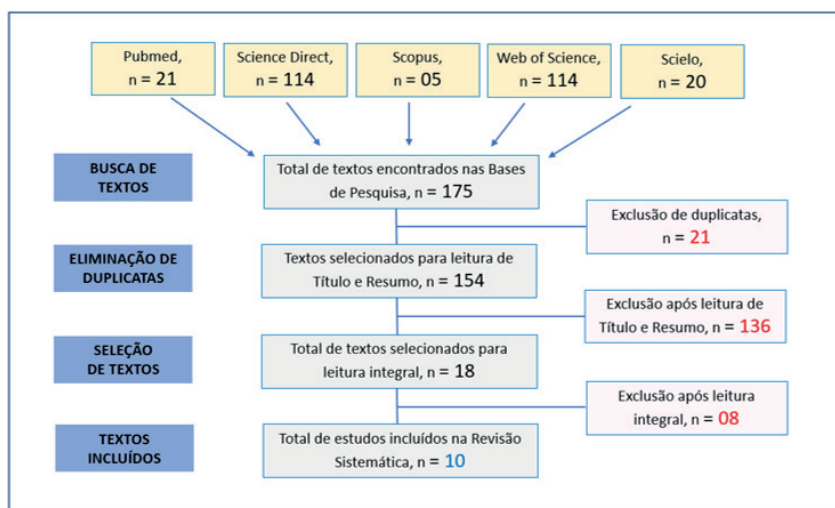 Pubmed,
n = 21
Science Direct,
n = 114
Scopus,
n = 05
Web of Science,
n = 114
Scielo,
n = 20
BUSCA DE
TEXTOS
Total de textos encontrados nas Bases
de Pesquisa, n = 175
Exclusão de duplicatas,
n = 21
ELIMINAÇÃO DE
DUPLICATAS
Textos selecionados para leitura de
Título e Resumo, n = 154
Exclusão após leitura de
Título e Resumo, n = 136
SELEÇÃO
DE TEXTOS
Total de textos selecionados para
leitura integral, n = 18
Exclusão após leitura
integral, n = 08
TEXTOS
INCLUÍDOS
Total de estudos incluídos na Revisão
Sistemática, n = 10